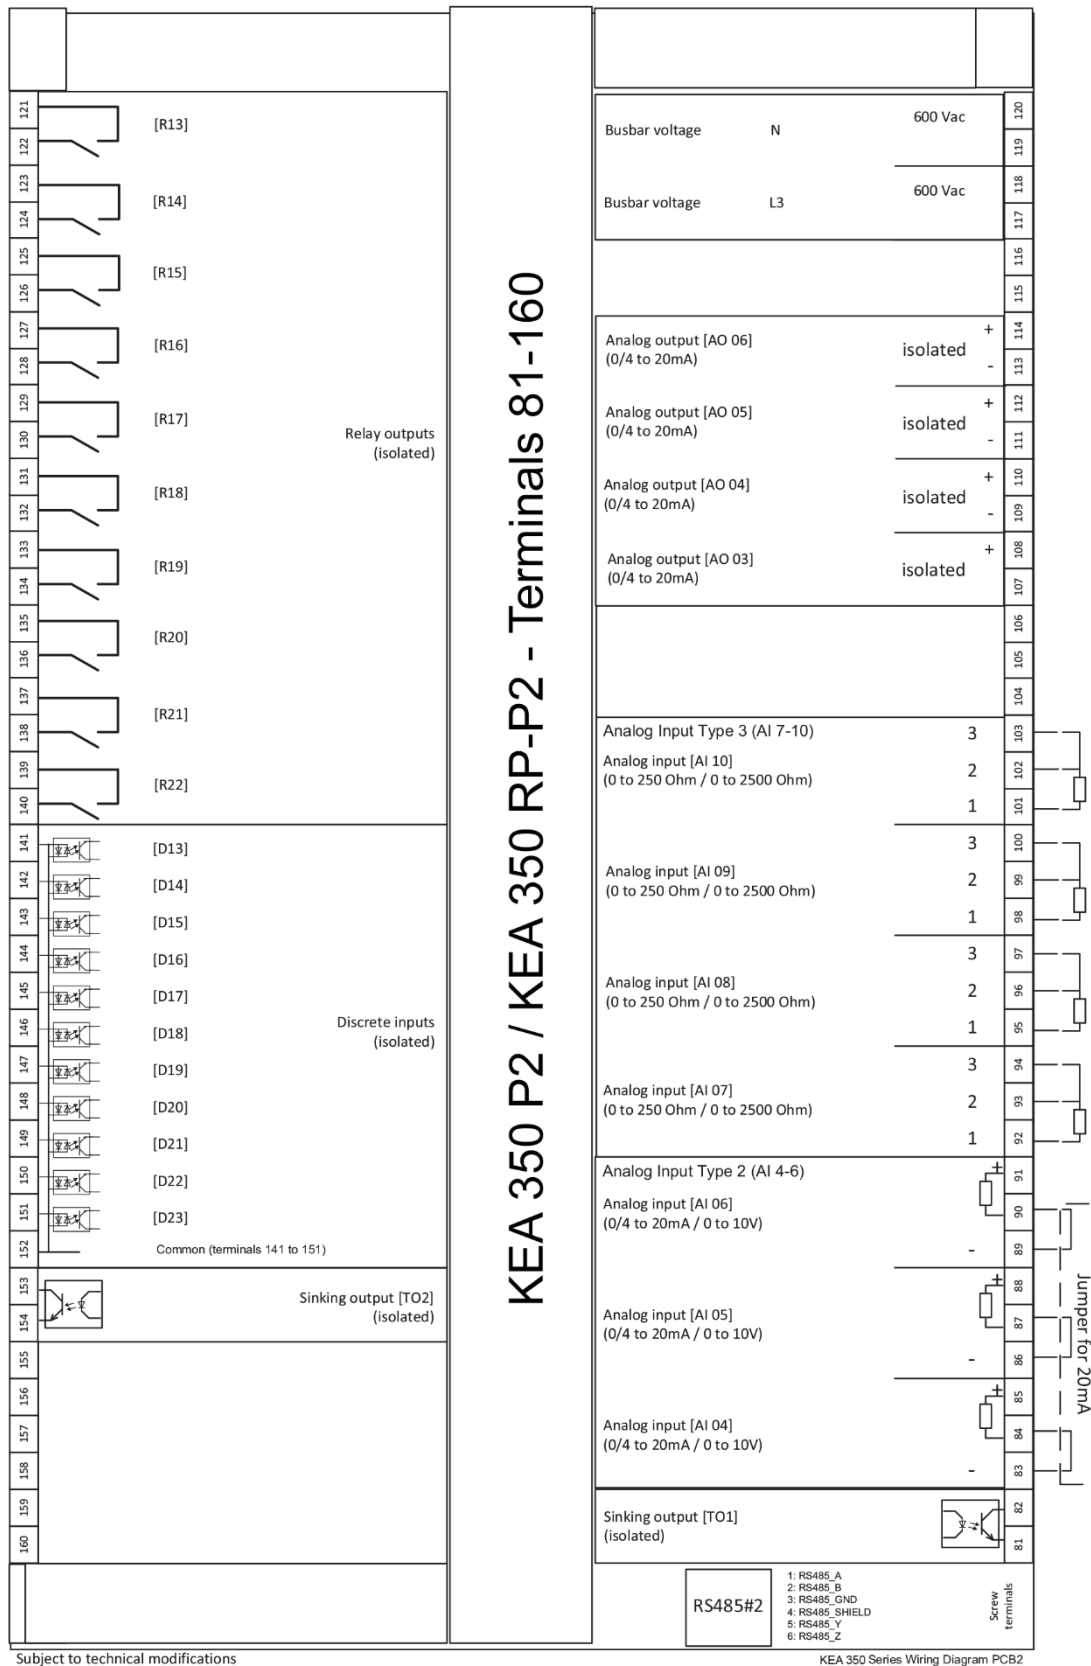 121
[R13]
122
123
[R14]
124
125
[R15]
126
127
[R16]
128
129
[R17]
130
131
[R18]
132
133
[R19]
134
135
[R20]
136
137
[R21]
138
139
[R22]
140
Relay outputs
(isolated)
141
[D13]
142
[D14]
143
[D15]
144
[D16]
145
[D17]
146
[D18]
147
[D19]
148
[D20]
149
[D21]
150
[D22]
151
[D23]
152
Common (terminals 141 to 151)
Discrete inputs
(isolated)
153
154
Sinking output [TO2]
(isolated)
155
156
157
158
159
160
KEA 350 P2 / KEA 350 RP-P2 - Terminals 81-160
Busbar voltage N 600 Vac
120
119
Busbar voltage L3 600 Vac
118
117
116
115
Analog output [AO 06]
(0/4 to 20mA)
isolated
+
-
114
113
Analog output [AO 05]
(0/4 to 20mA)
isolated
+
-
112
111
Analog output [AO 04]
(0/4 to 20mA)
isolated
+
-
110
109
Analog output [AO 03]
(0/4 to 20mA)
isolated
+
108
107
106
105
104
Analog Input Type 3 (AI 7-10)
Analog input [AI 10]
(0 to 250 Ohm / 0 to 2500 Ohm)
3 103
2 102
1 101
Analog input [AI 09]
(0 to 250 Ohm / 0 to 2500 Ohm)
3 100
2 99
1 98
Analog input [AI 08]
(0 to 250 Ohm / 0 to 2500 Ohm)
3 97
2 96
1 95
Analog input [AI 07]
(0 to 250 Ohm / 0 to 2500 Ohm)
3 94
2 93
1 92
Analog Input Type 2 (AI 4-6)
Analog input [AI 06]
(0/4 to 20mA / 0 to 10V)
+ 91
90
- 89
Analog input [AI 05]
(0/4 to 20mA / 0 to 10V)
+ 88
87
- 86
Analog input [AI 04]
(0/4 to 20mA / 0 to 10V)
+ 85
84
- 83
Jumper for 20mA
Sinking output [TO1]
(isolated)
82
81
RS485#2
1: RS485_A
2: RS485_B
3: RS485_GND
4: RS485_SHIELD
5: RS485_Y
6: RS485_Z
Screw
terminals
Subject to technical modifications
KEA 350 Series Wiring Diagram PCB2